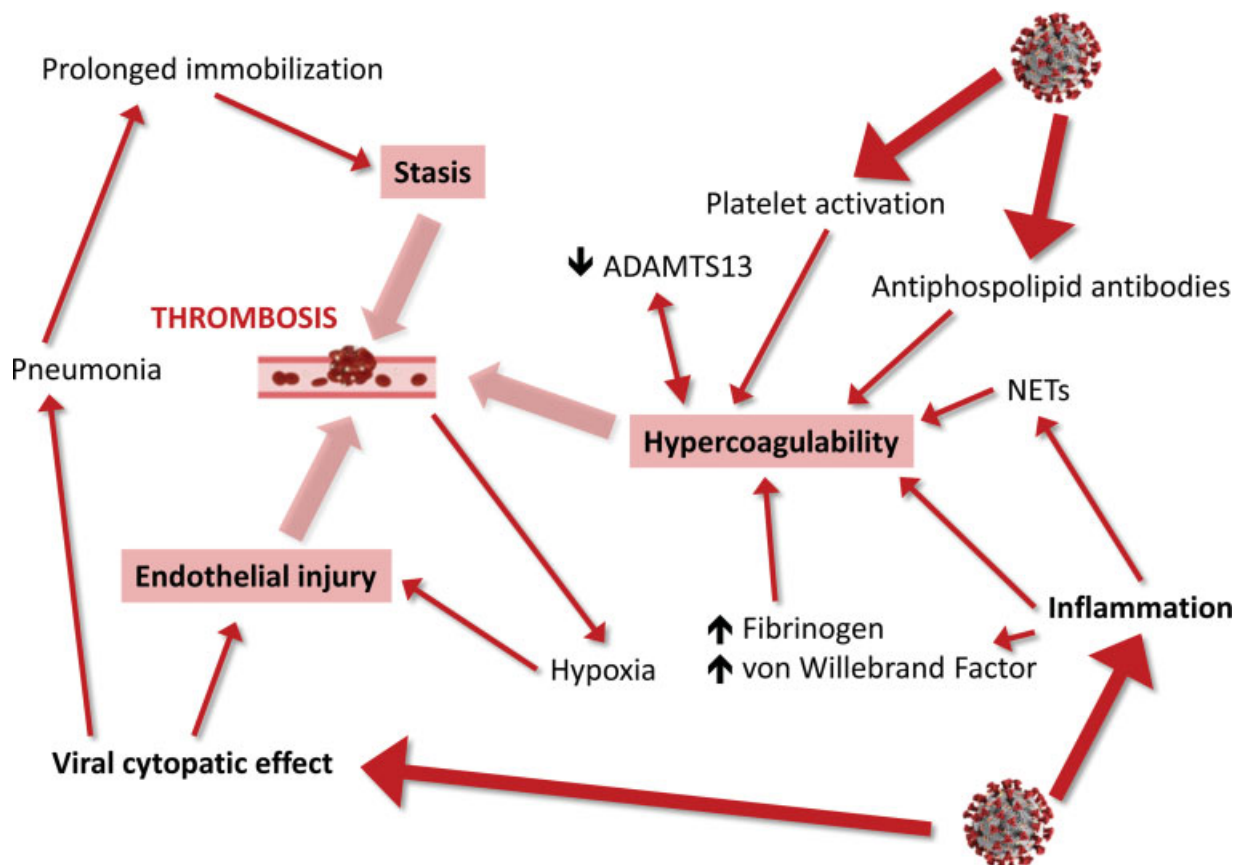 Prolonged immobilization
Stasis
Platelet activation
🡓 ADAMTS13
Antiphospolipid antibodies
THROMBOSIS
Pneumonia
NETs
Hypercoagulability
Endothelial injury
Inflammation
🡑 Fibrinogen
🡑 von Willebrand Factor
Hypoxia
Viral cytopatic effect